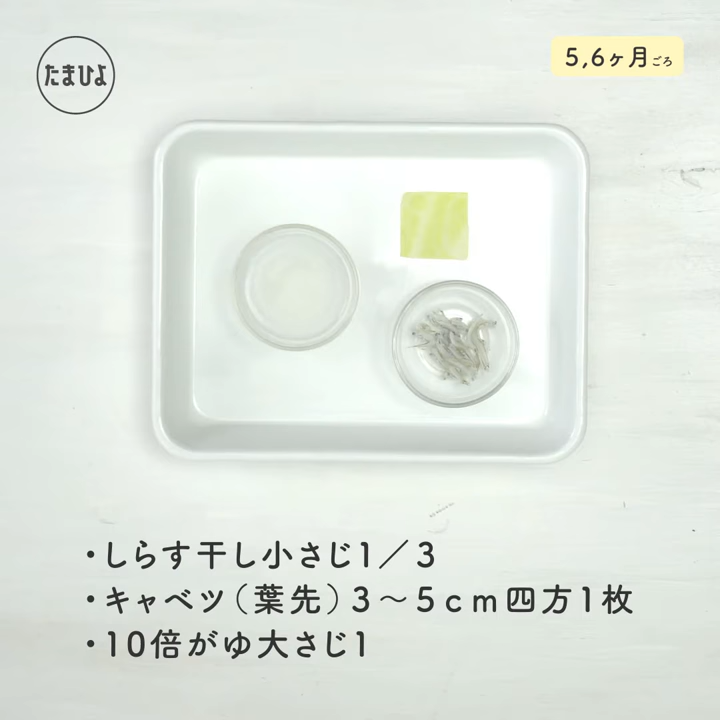 たまひよ
5,6ヶ月ごろ
・しらす干し小さじ1／3
・キャベツ（葉先）3～5cm四方1枚
・10倍がゆ大さじ1